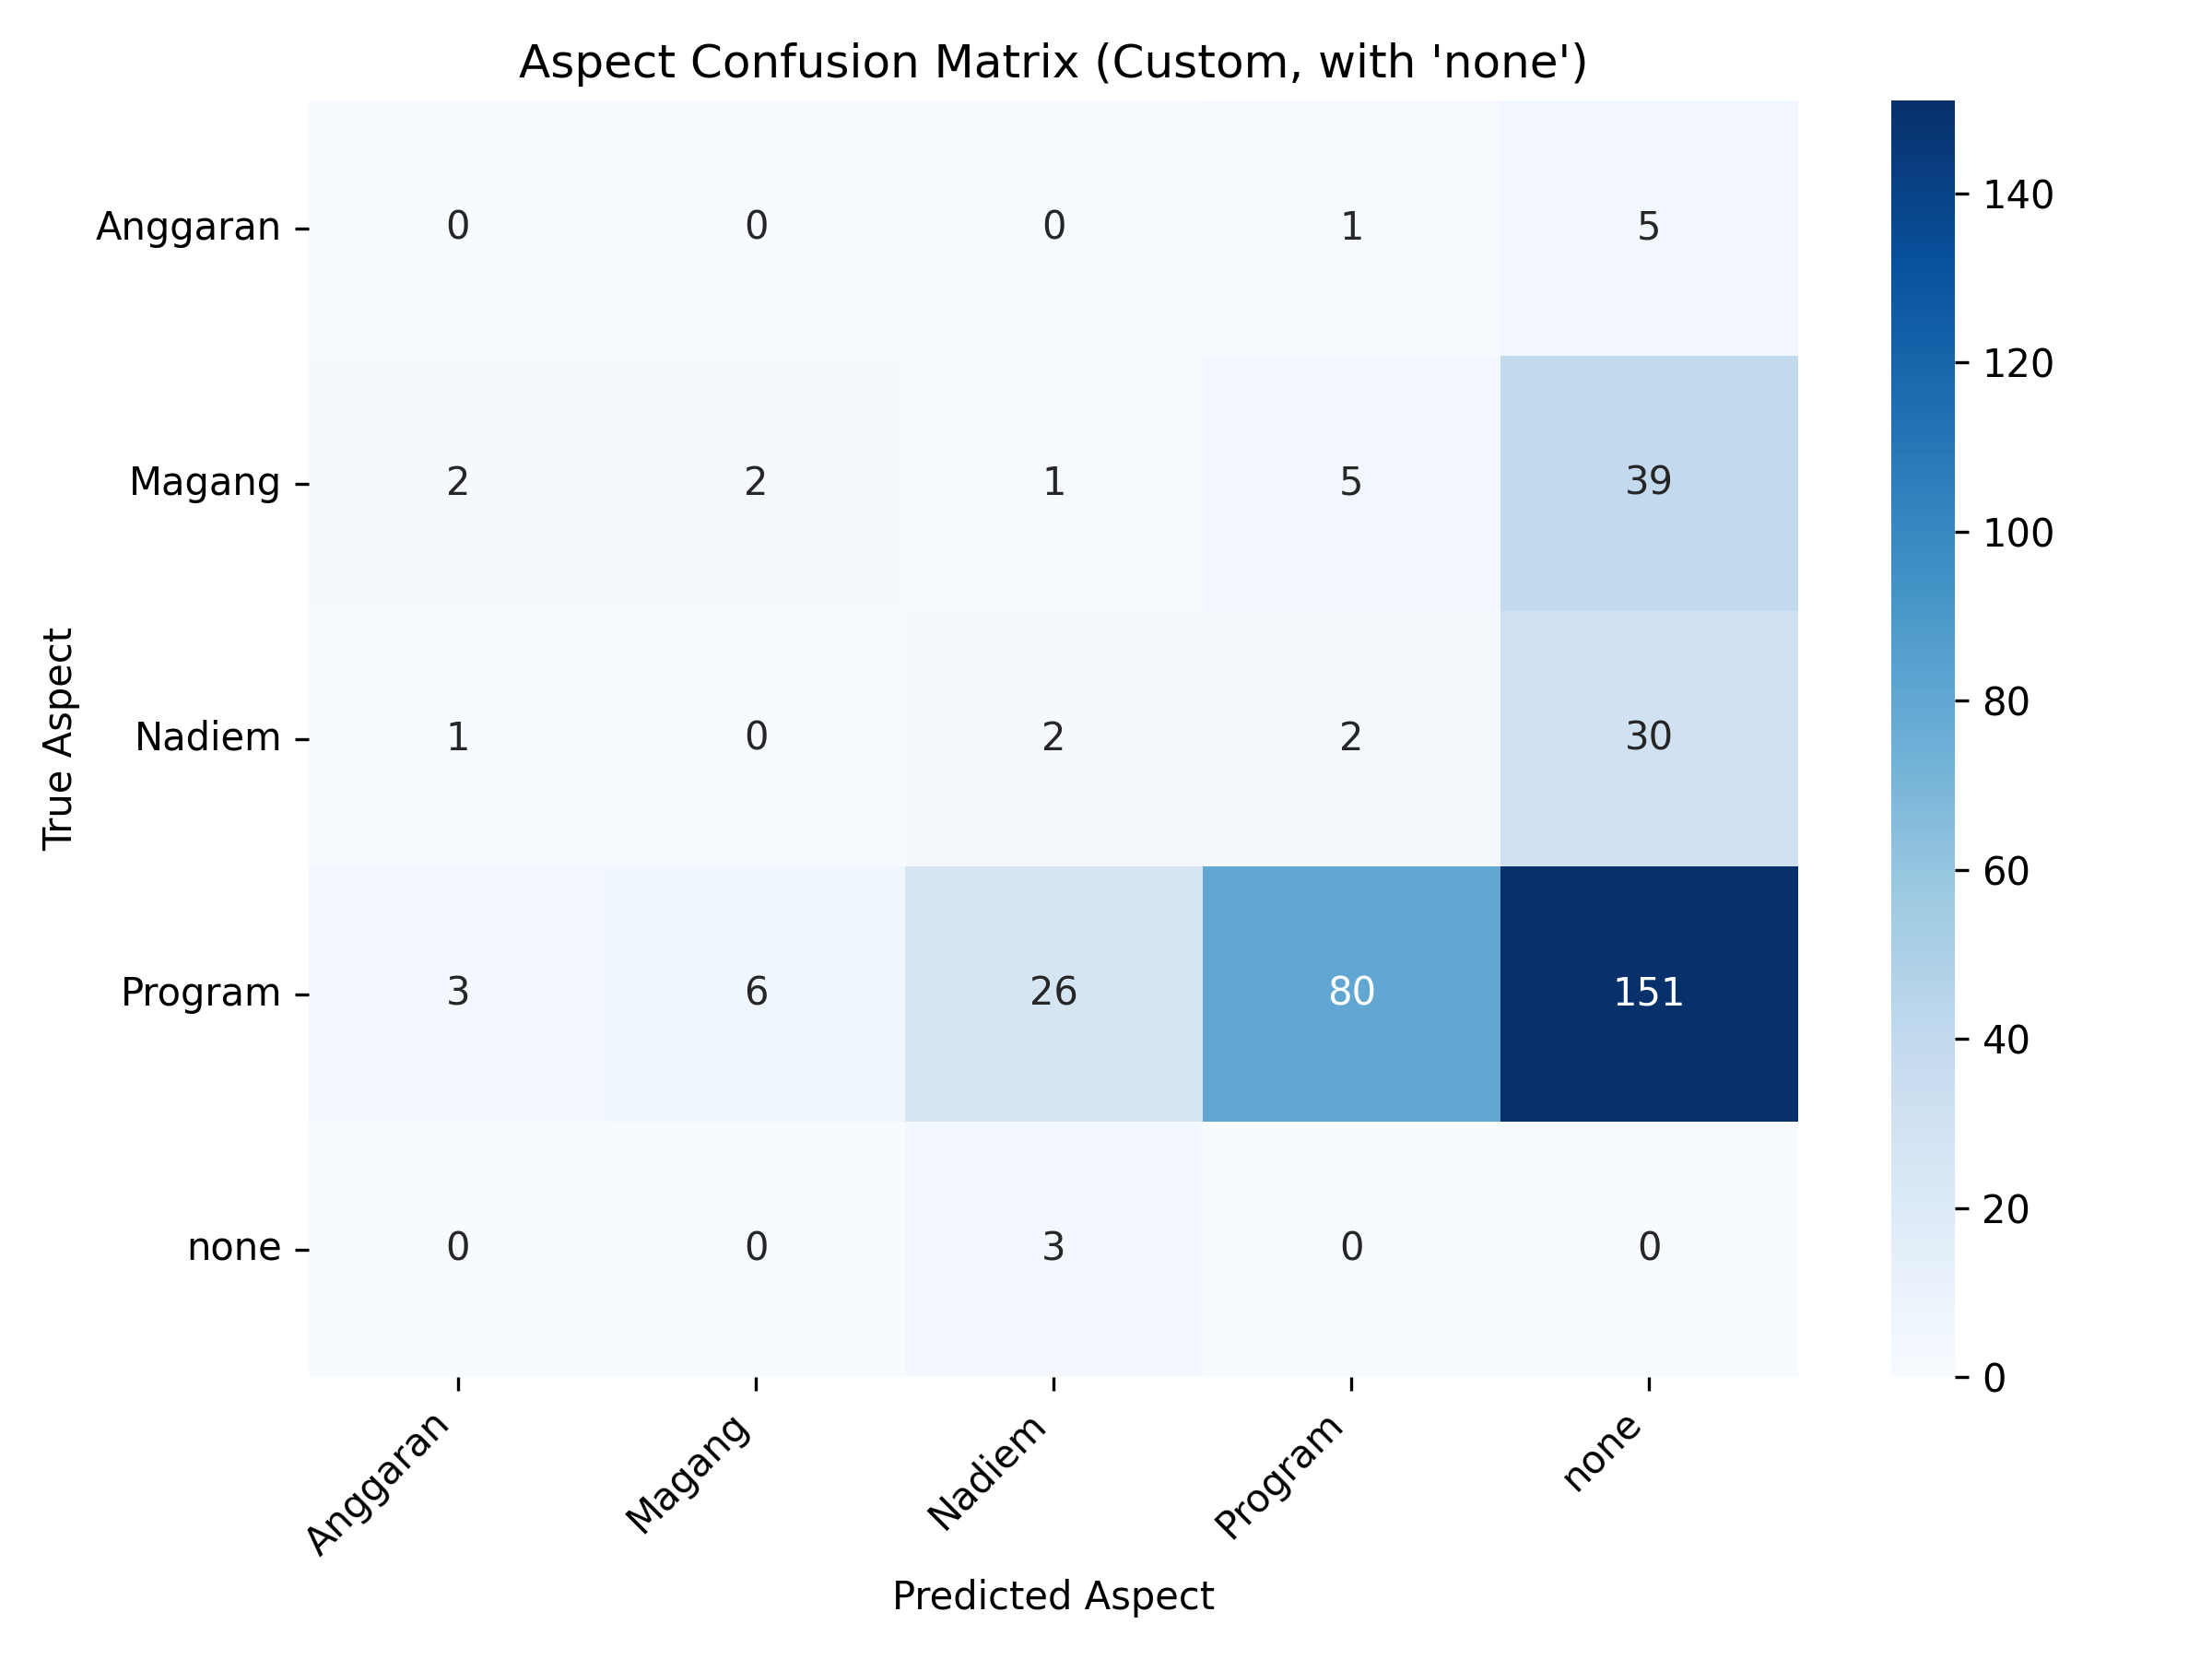 Aspect Confusion Matrix (Custom, with 'none')
True Aspect
Anggaran 0 0 0 1 5
Magang 2 2 1 5 39
Nadiem 1 0 2 2 30
Program 3 6 26 80 151
none 0 0 3 0 0
Anggaran Magang Nadiem Program none
Predicted Aspect
140
120
100
80
60
40
20
0